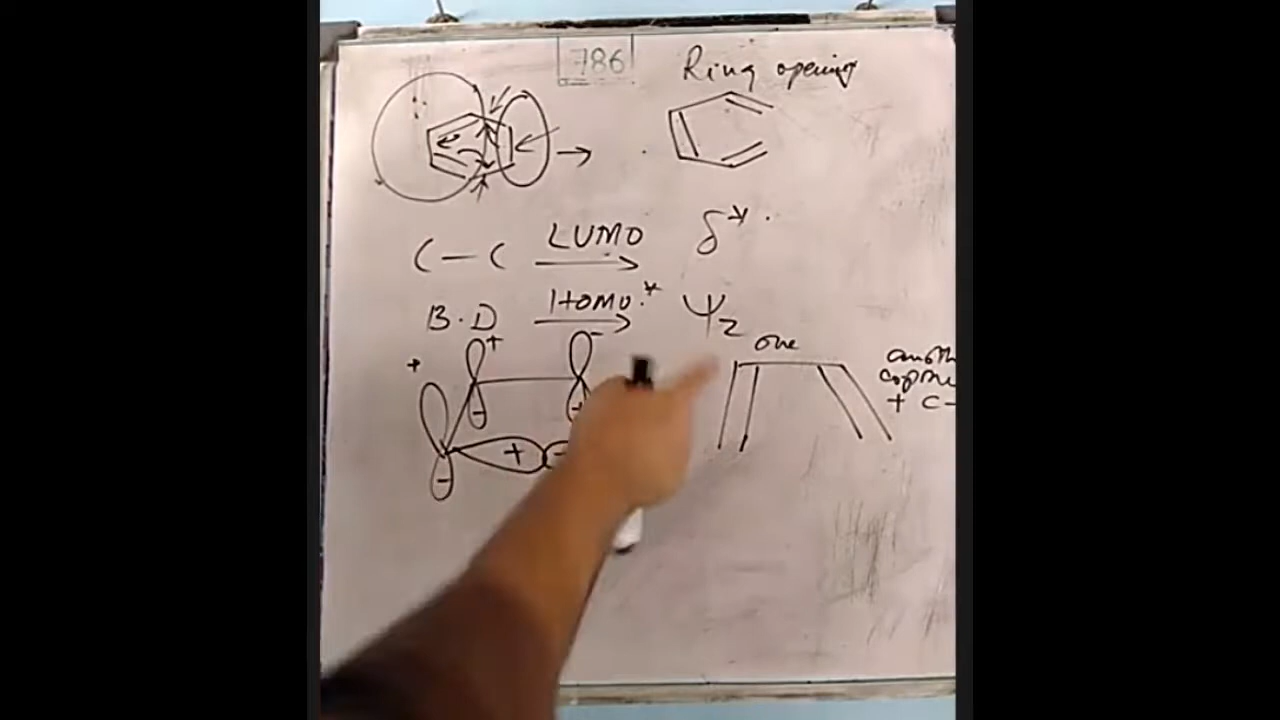 786
Ring opening
C — C LUMO δ* .
B.D Homo.* Ψ2
one
+ + -
- - +
+ -
-
+ C-